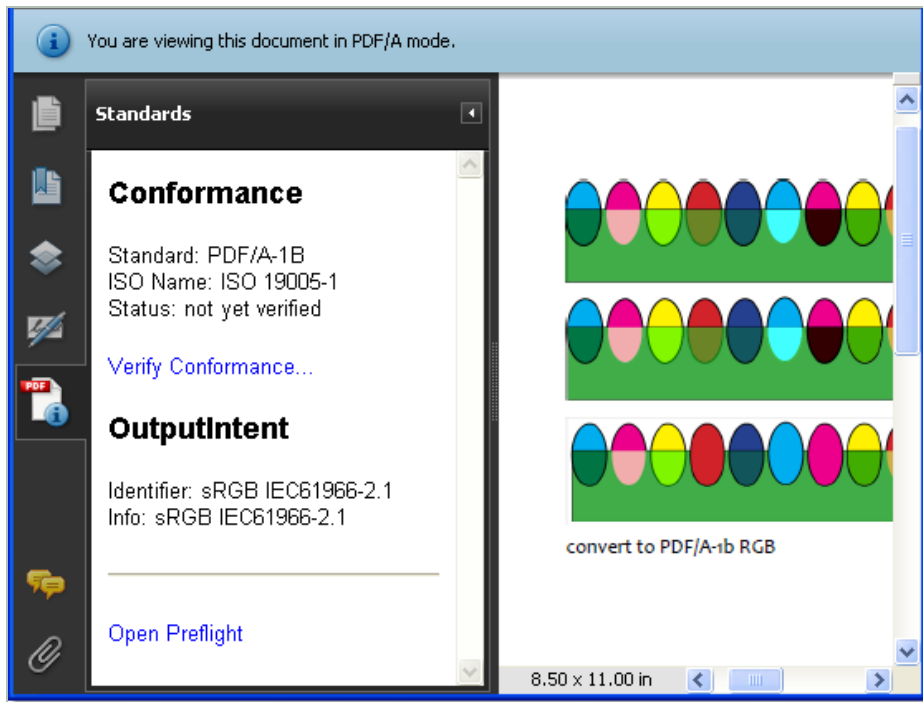 You are viewing this document in PDF/A mode.
Standards
Conformance
Standard: PDF/A-1B
ISO Name: ISO 19005-1
Status: not yet verified
Verify Conformance...
OutputIntent
Identifier: sRGB IEC61966-2.1
Info: sRGB IEC61966-2.1
Open Preflight
PDF
convert to PDF/A-1b RGB
8.50 x 11.00 in